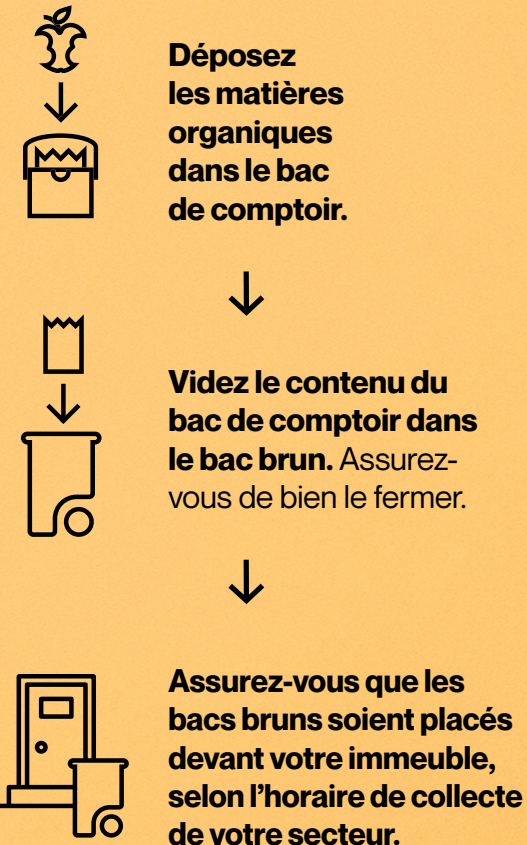 Déposez
les matières
organiques
dans le bac
de comptoir.
Videz le contenu du
bac de comptoir dans
le bac brun. Assurez-
vous de bien le fermer.
Assurez-vous que les
bacs bruns soient placés
devant votre immeuble,
selon l’horaire de collecte
de votre secteur.